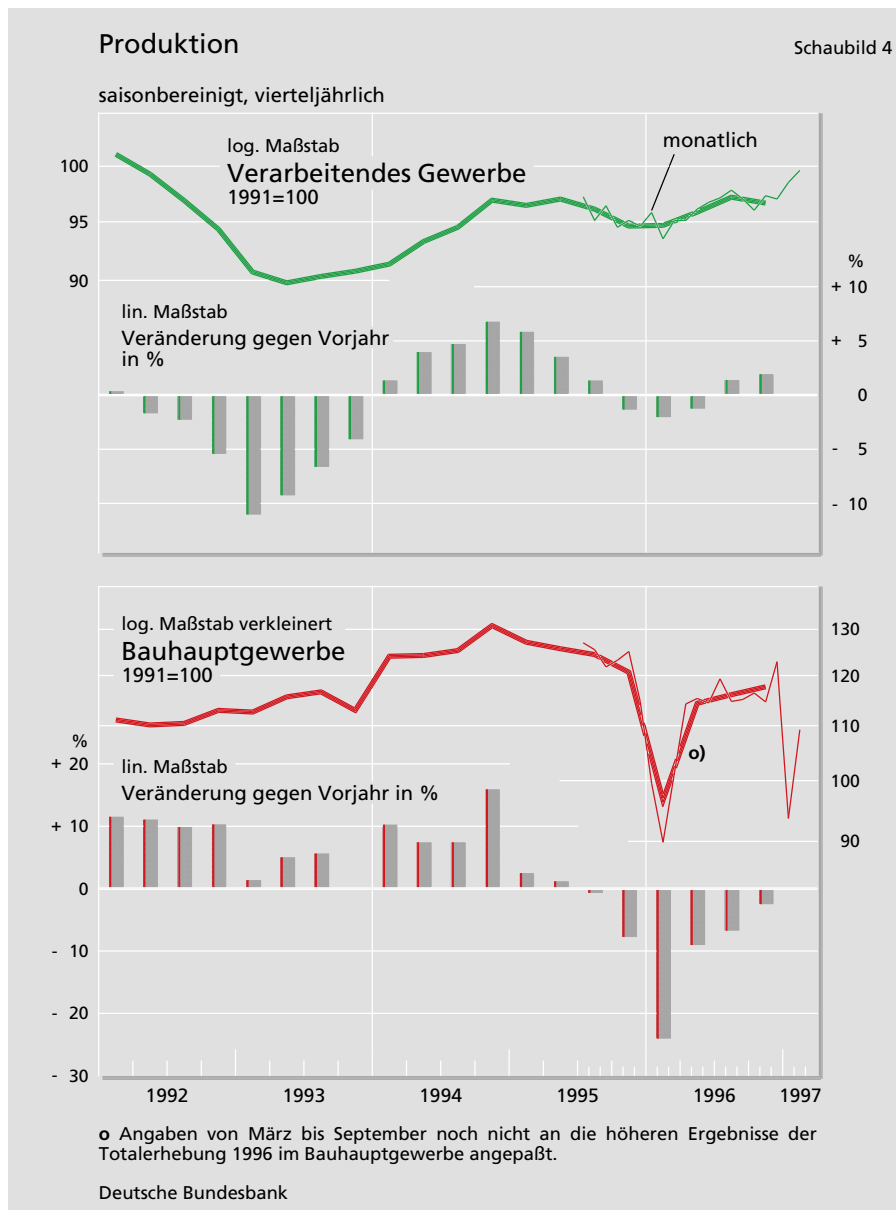 Produktion
Schaubild 4
saisonbereinigt, vierteljährlich
log. Maßstab
Verarbeitendes Gewerbe
1991=100
monatlich
100
95
90
%
+ 10
+ 5
0
- 5
- 10
lin. Maßstab
Veränderung gegen Vorjahr
in %
log. Maßstab verkleinert
Bauhauptgewerbe
1991=100
130
120
110
100
90
o)
%
+ 20
+ 10
0
- 10
- 20
- 30
lin. Maßstab
Veränderung gegen Vorjahr in %
1992 1993 1994 1995 1996 1997
o Angaben von März bis September noch nicht an die höheren Ergebnisse der
Totalerhebung 1996 im Bauhauptgewerbe angepaßt.
Deutsche Bundesbank